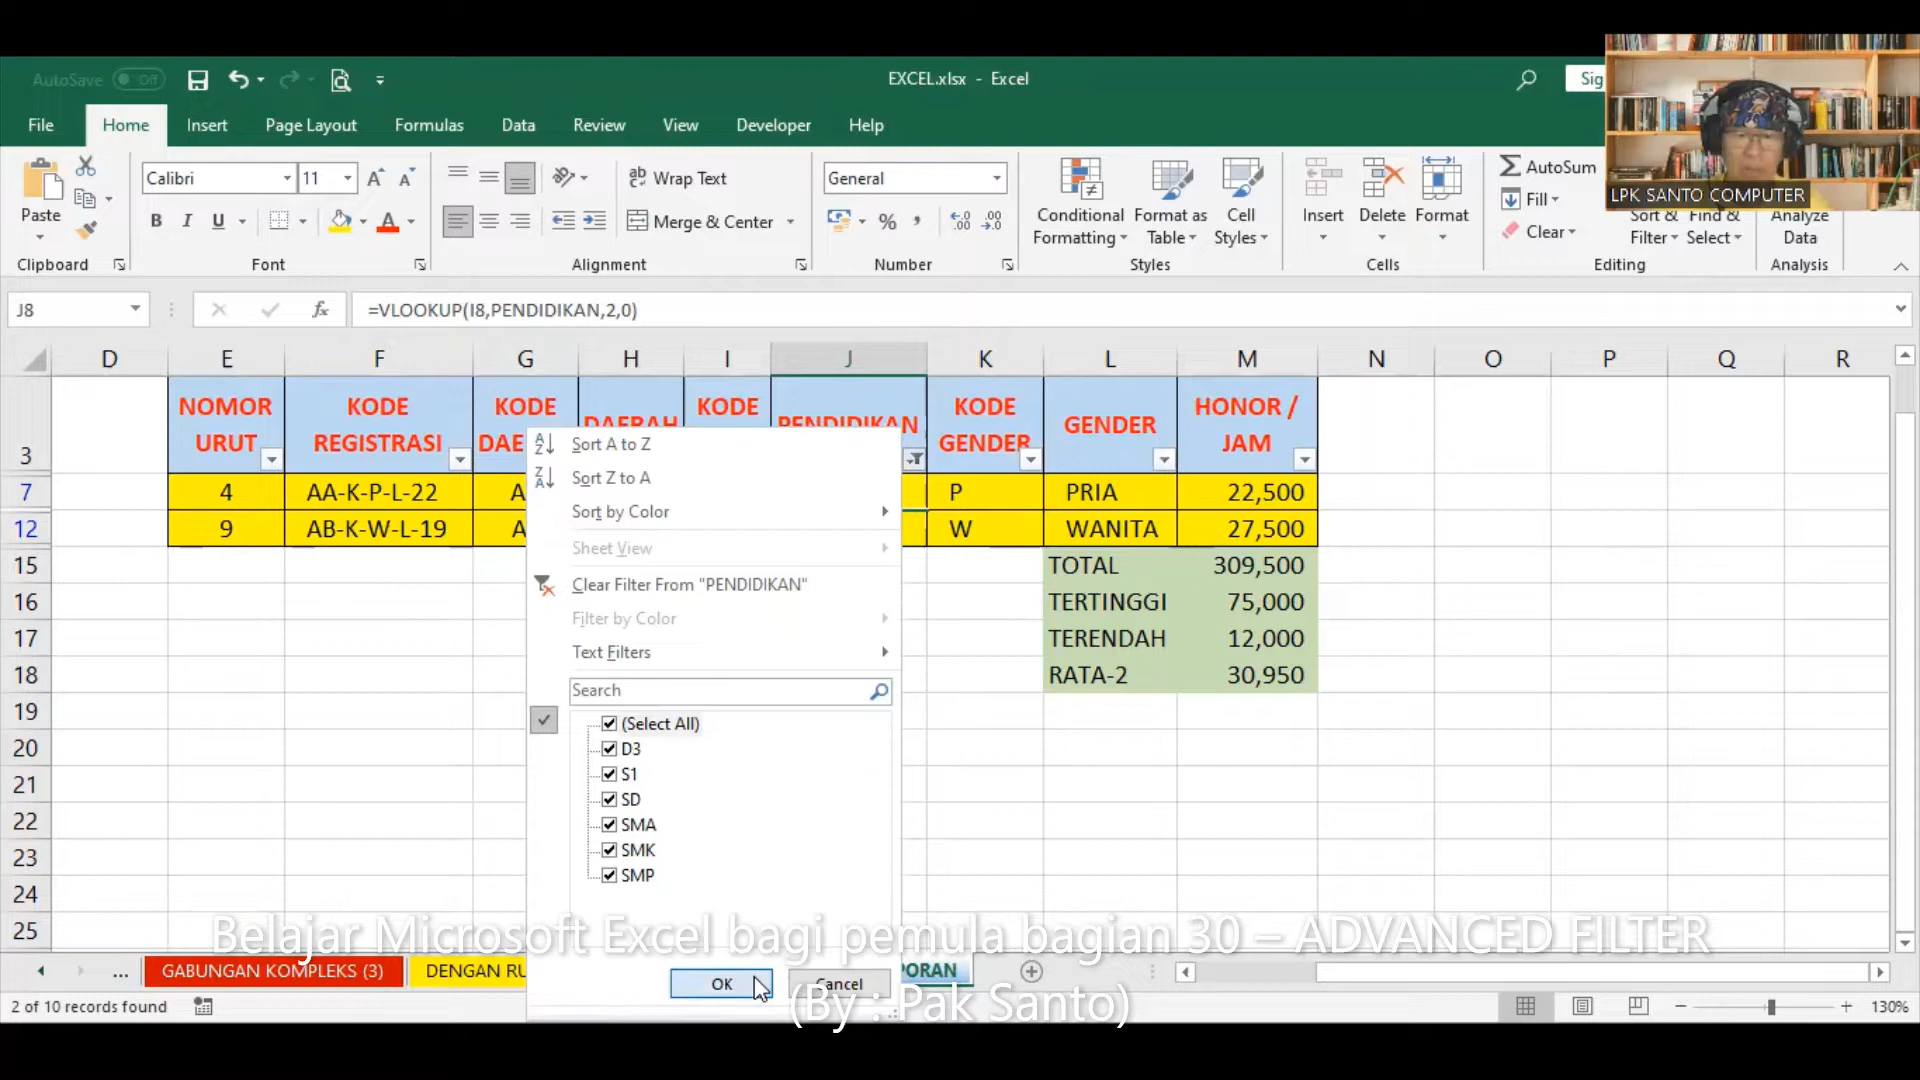 AutoSave Off
EXCEL.xlsx - Excel
Sig
File Home Insert Page Layout Formulas Data Review View Developer Help
LPK SANTO COMPUTER
Paste
Clipboard
Calibri 11
B I U
Font
Wrap Text
Merge & Center
Alignment
General
%
Number
Conditional Formatting
Format as Table
Cell Styles
Styles
Insert Delete Format
Cells
AutoSum
Fill
Clear
Sort & Filter
Find & Select
Editing
Analyze Data
Analysis
J8
fx
=VLOOKUP(I8,PENDIDIKAN,2,0)
D E F G H I J K L M N O P Q R
3
NOMOR URUT
KODE REGISTRASI
KODE DAE
DAERAH
KODE
PENDIDIKAN
KODE GENDER
GENDER
HONOR / JAM
7 4 AA-K-P-L-22 A P PRIA 22,500
12 9 AB-K-W-L-19 A W WANITA 27,500
15 TOTAL 309,500
16 TERTINGGI 75,000
17 TERENDAH 12,000
18 RATA-2 30,950
19
20
21
22
23
24
25
Sort A to Z
Sort Z to A
Sort by Color
Sheet View
Clear Filter From "PENDIDIKAN"
Filter by Color
Text Filters
Search
(Select All)
D3
S1
SD
SMA
SMK
SMP
OK
Cancel
Belajar Microsoft Excel bagi pemula bagian 30 – ADVANCED FILTER
(By : Pak Santo)
... GABUNGAN KOMPLEKS (3) DENGAN RU PORAN
2 of 10 records found
130%